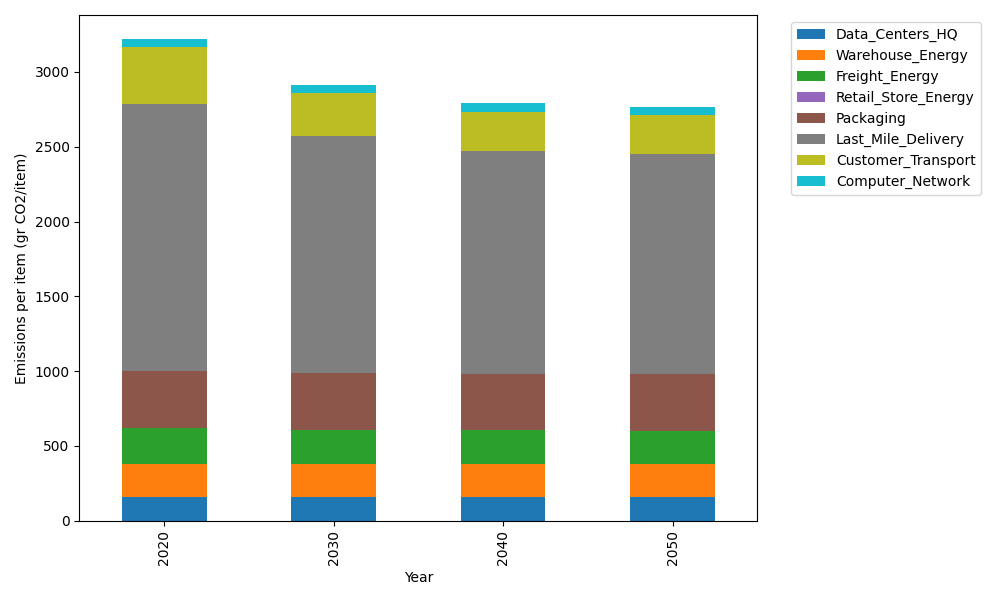 Emissions per item (gr CO2/item)
3000
2500
2000
1500
1000
500
0
2020
2030
2040
2050
Year
Data_Centers_HQ
Warehouse_Energy
Freight_Energy
Retail_Store_Energy
Packaging
Last_Mile_Delivery
Customer_Transport
Computer_Network